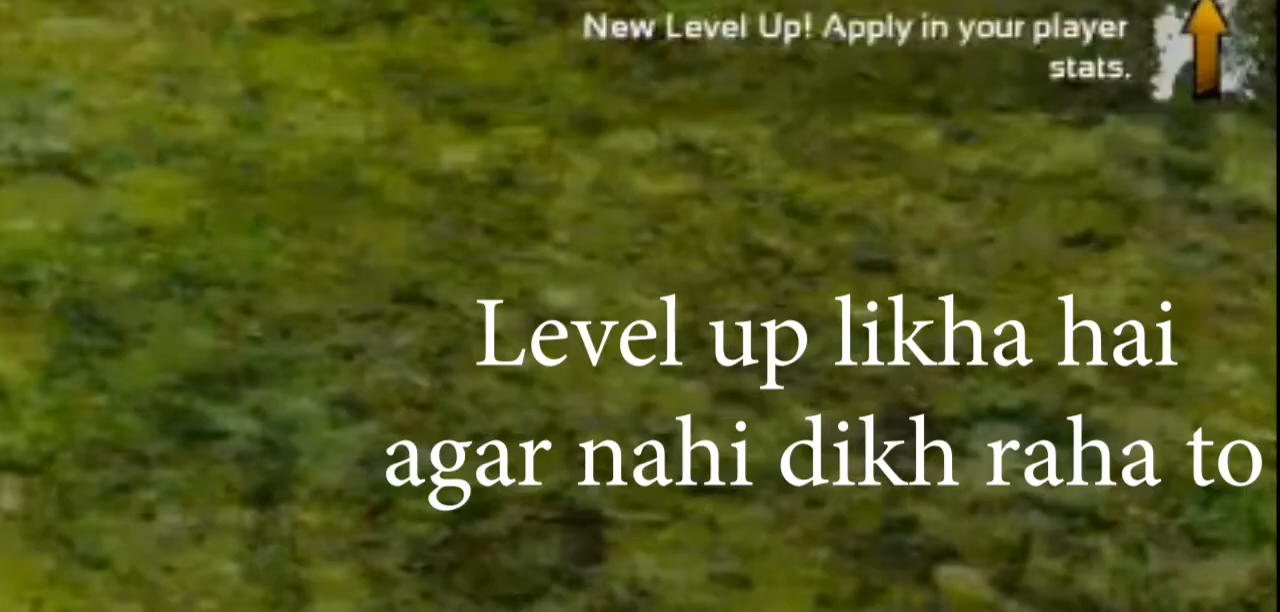 New Level Up! Apply in your player
stats.
Level up likha hai
agar nahi dikh raha to